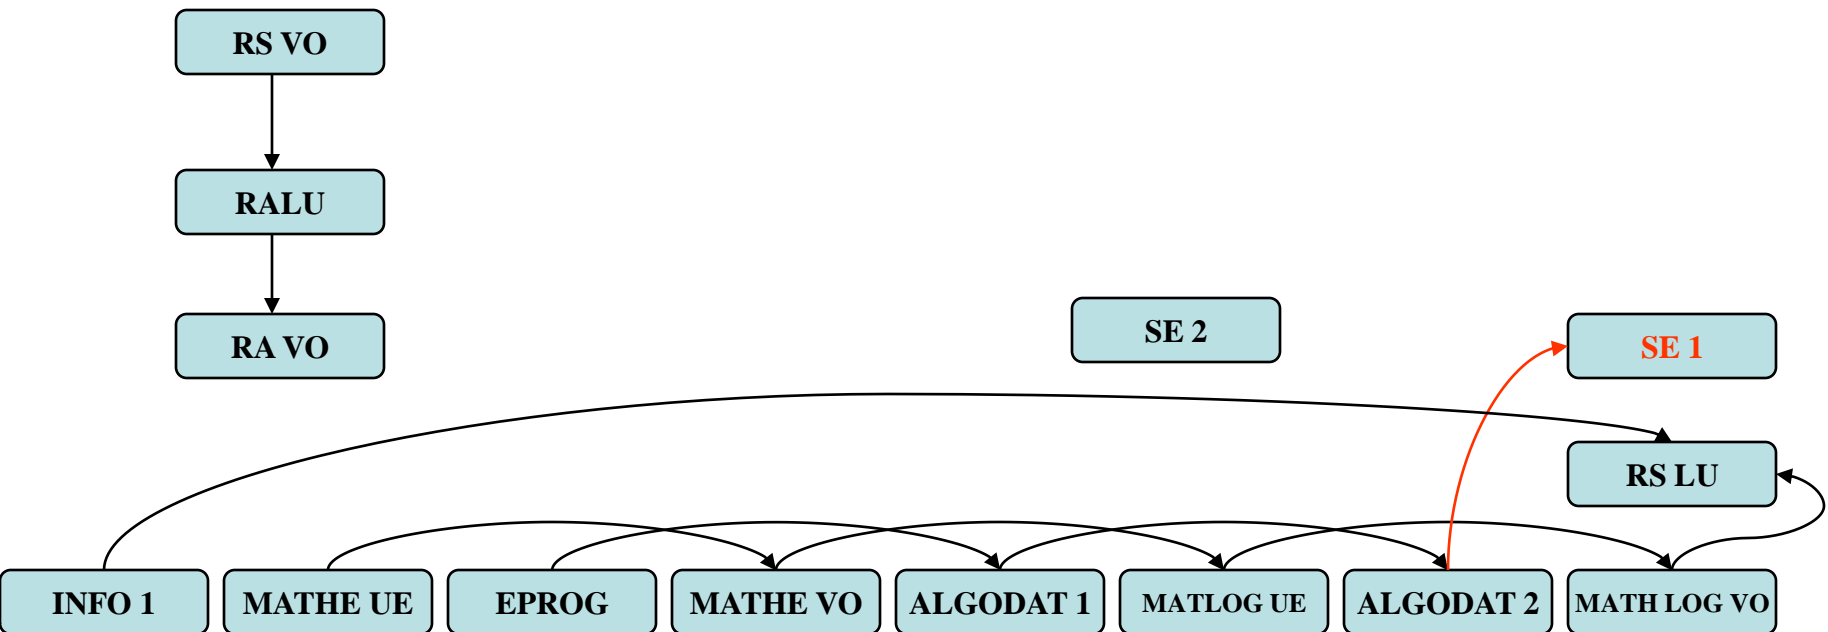 RS VO
RALU
RA VO
SE 2
SE 1
RS LU
INFO 1
MATHE UE
EPROG
MATHE VO
ALGODAT 1
MATLOG UE
ALGODAT 2
MATH LOG VO